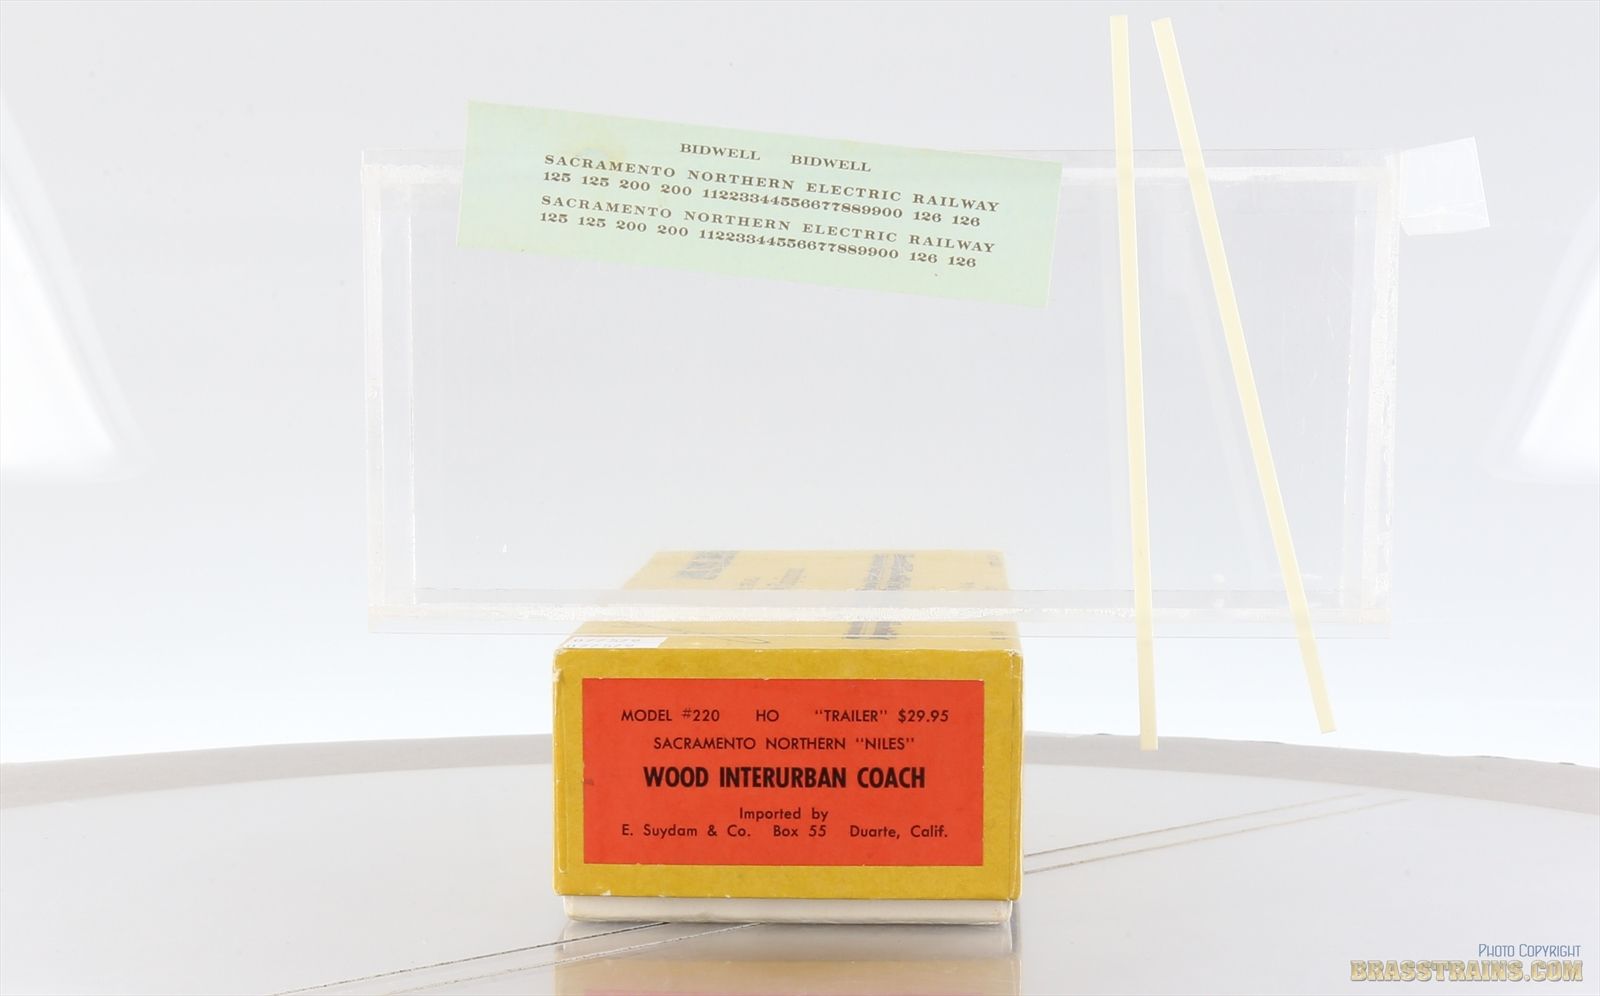 BIDWELL BIDWELL
SACRAMENTO NORTHERN ELECTRIC RAILWAY
125 125 200 200 11223344556677889900 126 126
SACRAMENTO NORTHERN ELECTRIC RAILWAY
125 125 200 200 11223344556677889900 126 126
MODEL #220 HO "TRAILER" $29.95
SACRAMENTO NORTHERN "NILES"
WOOD INTERURBAN COACH
Imported by
E. Suydam & Co. Box 55 Duarte, Calif.
PHOTO COPYRIGHT
BRASSTRAINS.COM